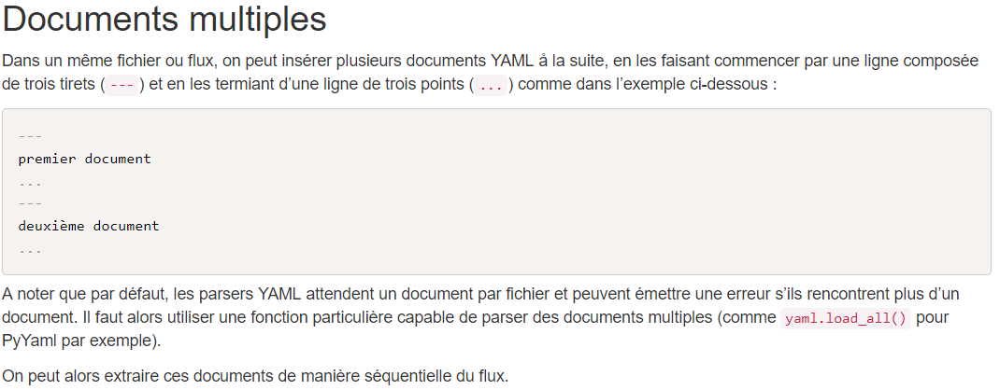 Documents multiples
Dans un même fichier ou flux, on peut insérer plusieurs documents YAML å la suite, en les faisant commencer par une ligne composée
de trois tirets ( --- ) et en les termiant d’une ligne de trois points ( ... ) comme dans l’exemple ci-dessous :
---
premier document
...
---
deuxième document
...
A noter que par défaut, les parsers YAML attendent un document par fichier et peuvent émettre une erreur s’ils rencontrent plus d’un
document. Il faut alors utiliser une fonction particulière capable de parser des documents multiples (comme yaml.load_all() pour
PyYaml par exemple).
On peut alors extraire ces documents de manière séquentielle du flux.